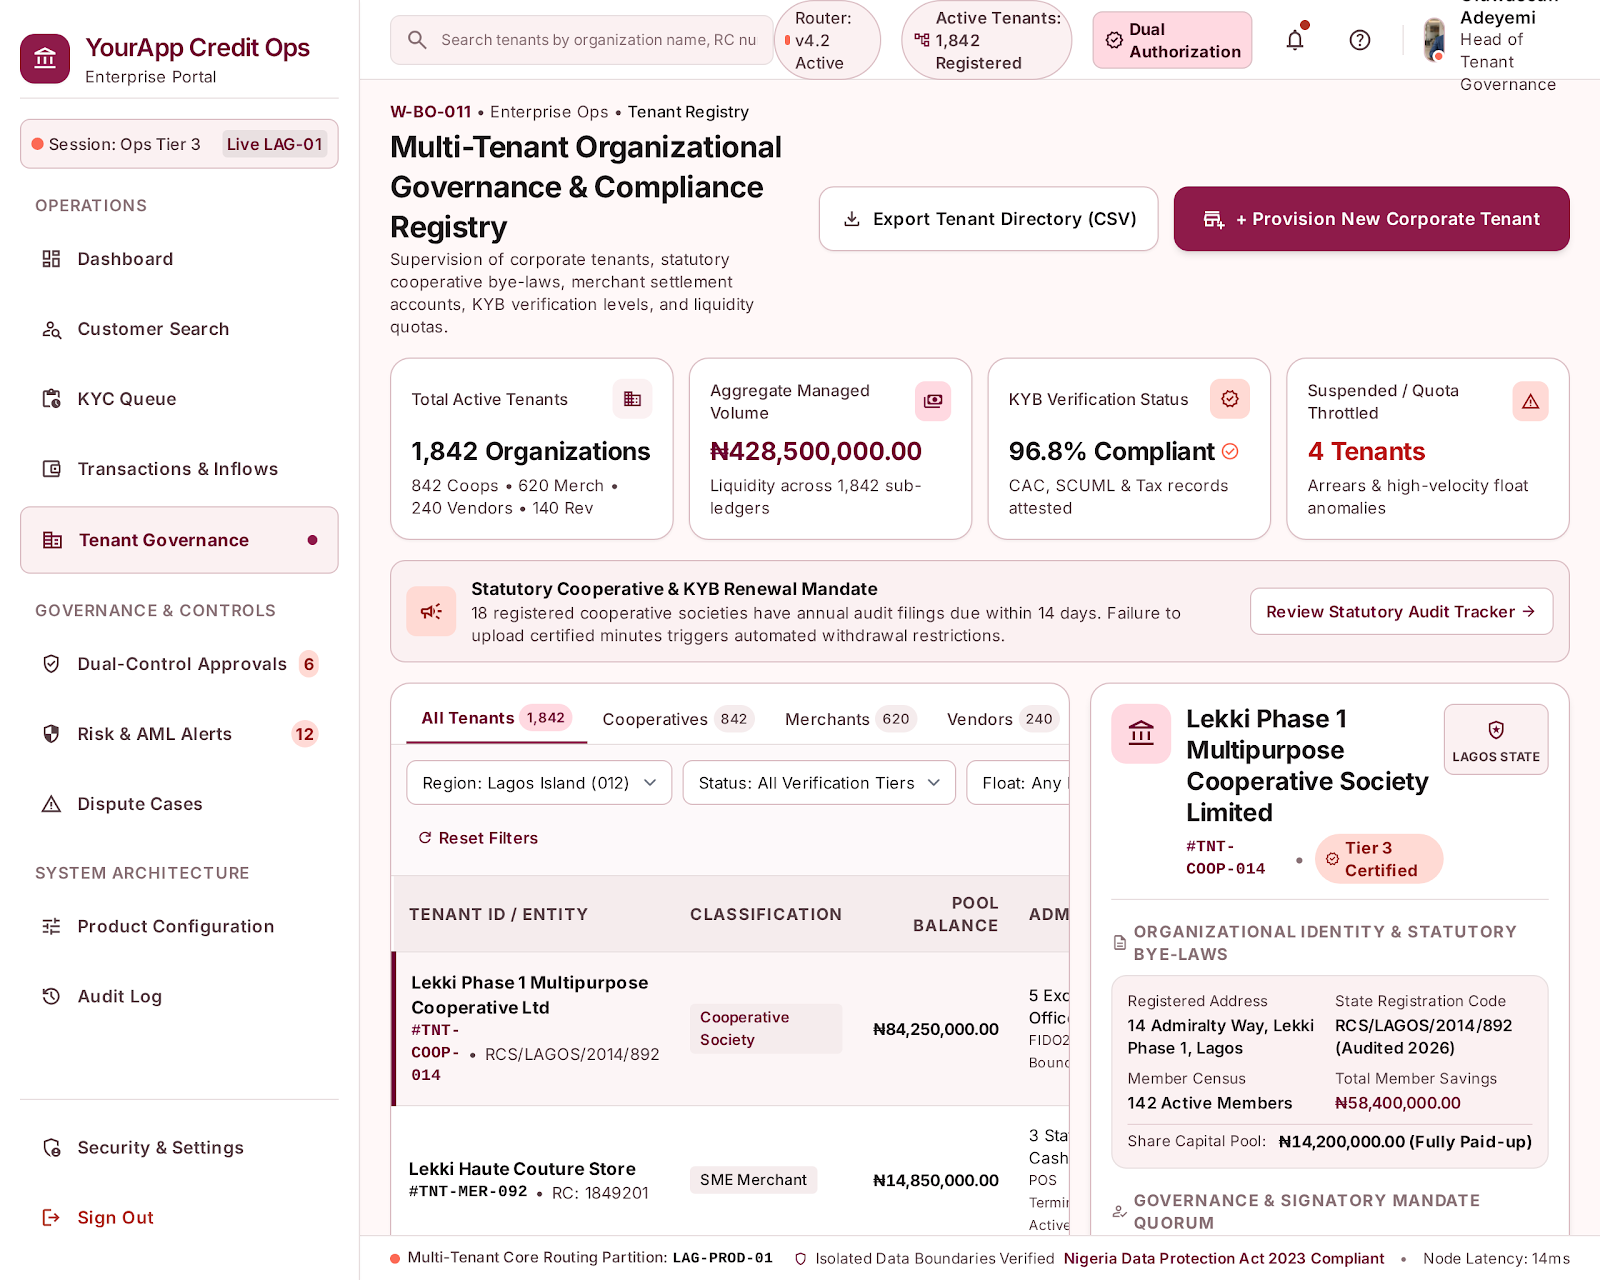 YourApp Credit Ops
Enterprise Portal
Session: Ops Tier 3
Live LAG-01
OPERATIONS
Dashboard
Customer Search
KYC Queue
Transactions & Inflows
Tenant Governance
GOVERNANCE & CONTROLS
Dual-Control Approvals 6
Risk & AML Alerts 12
Dispute Cases
SYSTEM ARCHITECTURE
Product Configuration
Audit Log
Security & Settings
Sign Out
Search tenants by organization name, RC nu
Router:
v4.2
Active
Active Tenants:
1,842
Registered
Dual
Authorization
Adeyemi
Head of
Tenant
Governance
W-BO-011 • Enterprise Ops • Tenant Registry
Multi-Tenant Organizational
Governance & Compliance
Registry
Supervision of corporate tenants, statutory
cooperative bye-laws, merchant settlement
accounts, KYB verification levels, and liquidity
quotas.
Export Tenant Directory (CSV)
+ Provision New Corporate Tenant
Total Active Tenants
1,842 Organizations
842 Coops • 620 Merch •
240 Vendors • 140 Rev
Aggregate Managed
Volume
₦428,500,000.00
Liquidity across 1,842 sub-
ledgers
KYB Verification Status
96.8% Compliant
CAC, SCUML & Tax records
attested
Suspended / Quota
Throttled
4 Tenants
Arrears & high-velocity float
anomalies
Statutory Cooperative & KYB Renewal Mandate
18 registered cooperative societies have annual audit filings due within 14 days. Failure to
upload certified minutes triggers automated withdrawal restrictions.
Review Statutory Audit Tracker →
All Tenants 1,842
Cooperatives 842
Merchants 620
Vendors 240
Region: Lagos Island (012)
Status: All Verification Tiers
Float: Any
Reset Filters
TENANT ID / ENTITY
CLASSIFICATION
POOL
BALANCE
ADM
Lekki Phase 1 Multipurpose
Cooperative Ltd
#TNT-
COOP-
014
• RCS/LAGOS/2014/892
Cooperative
Society
₦84,250,000.00
5 Exc
Offic
FIDO2
Bound
Lekki Haute Couture Store
#TNT-MER-092 • RC: 1849201
SME Merchant
₦14,850,000.00
3 Sta
Cash
POS
Termi
Active
Lekki Phase 1
Multipurpose
Cooperative Society
Limited
LAGOS STATE
#TNT-
COOP-014
•
Tier 3
Certified
ORGANIZATIONAL IDENTITY & STATUTORY
BYE-LAWS
Registered Address
14 Admiralty Way, Lekki
Phase 1, Lagos
State Registration Code
RCS/LAGOS/2014/892
(Audited 2026)
Member Census
142 Active Members
Total Member Savings
₦58,400,000.00
Share Capital Pool: ₦14,200,000.00 (Fully Paid-up)
GOVERNANCE & SIGNATORY MANDATE
QUORUM
Multi-Tenant Core Routing Partition: LAG-PROD-01
Isolated Data Boundaries Verified
Nigeria Data Protection Act 2023 Compliant
• Node Latency: 14ms